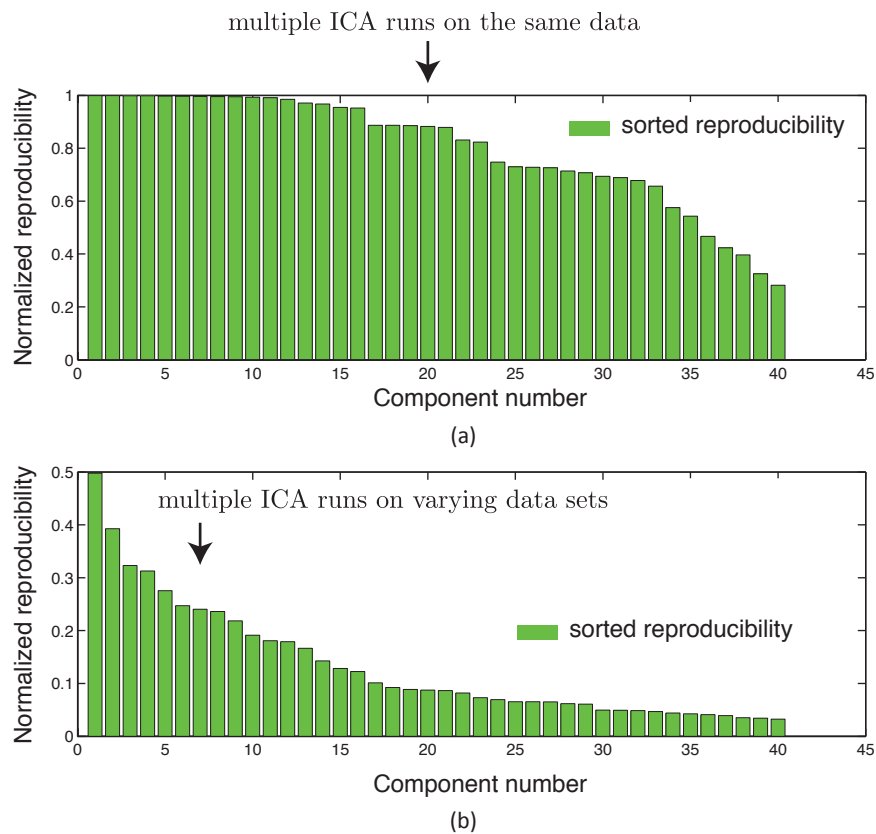 multiple ICA runs on the same data
1
0.8
0.6
0.4
0.2
0
Normalized reproducibility
sorted reproducibility
0 5 10 15 20 25 30 35 40 45
Component number
(a)
0.5
0.4
0.3
0.2
0.1
0
Normalized reproducibility
multiple ICA runs on varying data sets
sorted reproducibility
0 5 10 15 20 25 30 35 40 45
Component number
(b)